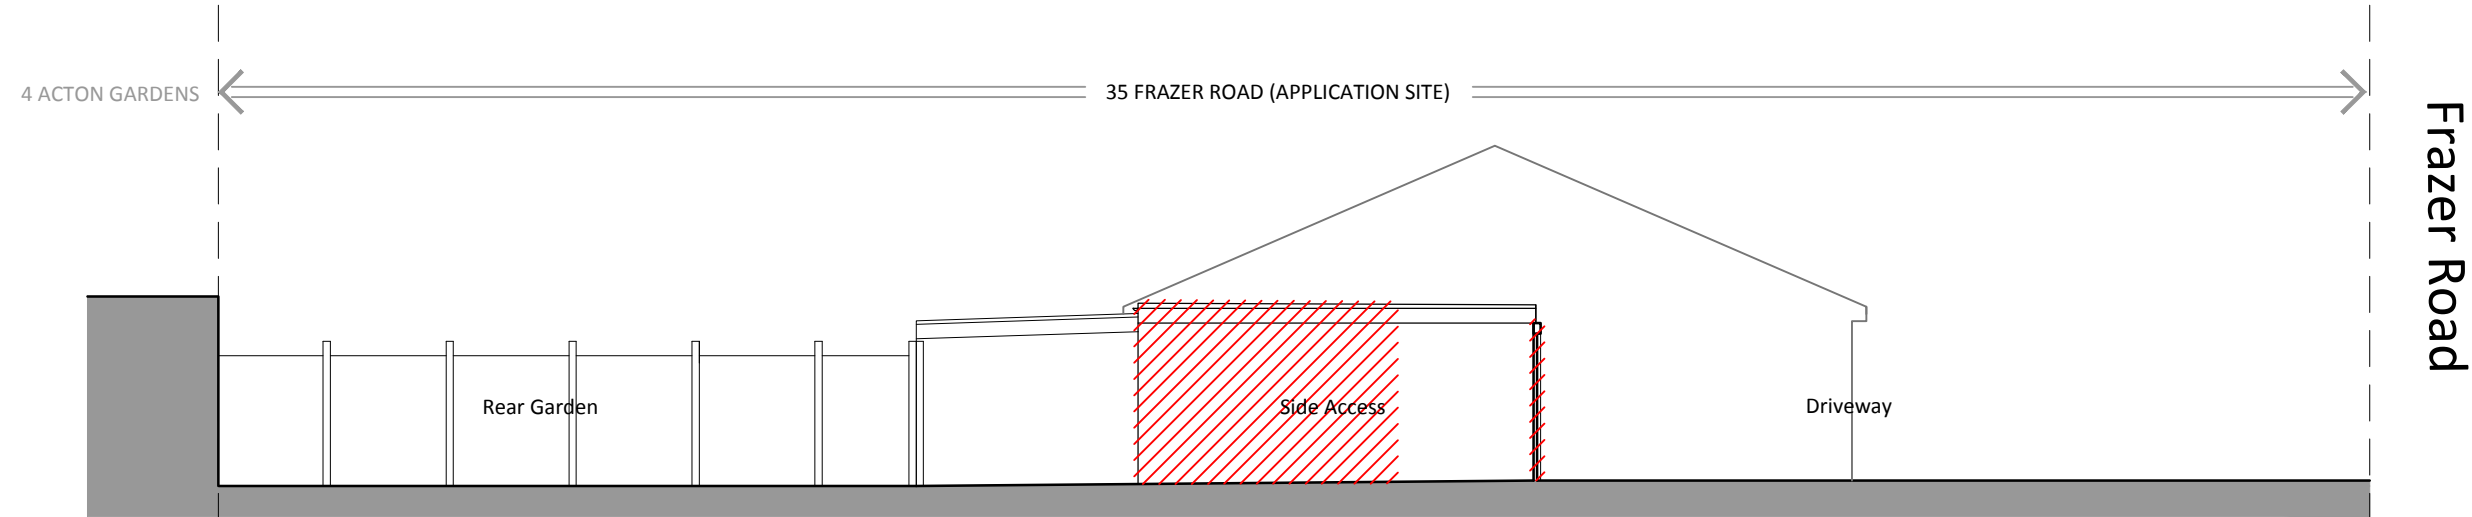 4 ACTON GARDENS
35 FRAZER ROAD (APPLICATION SITE)
Frazer Road
Rear Garden
Side Access
Driveway